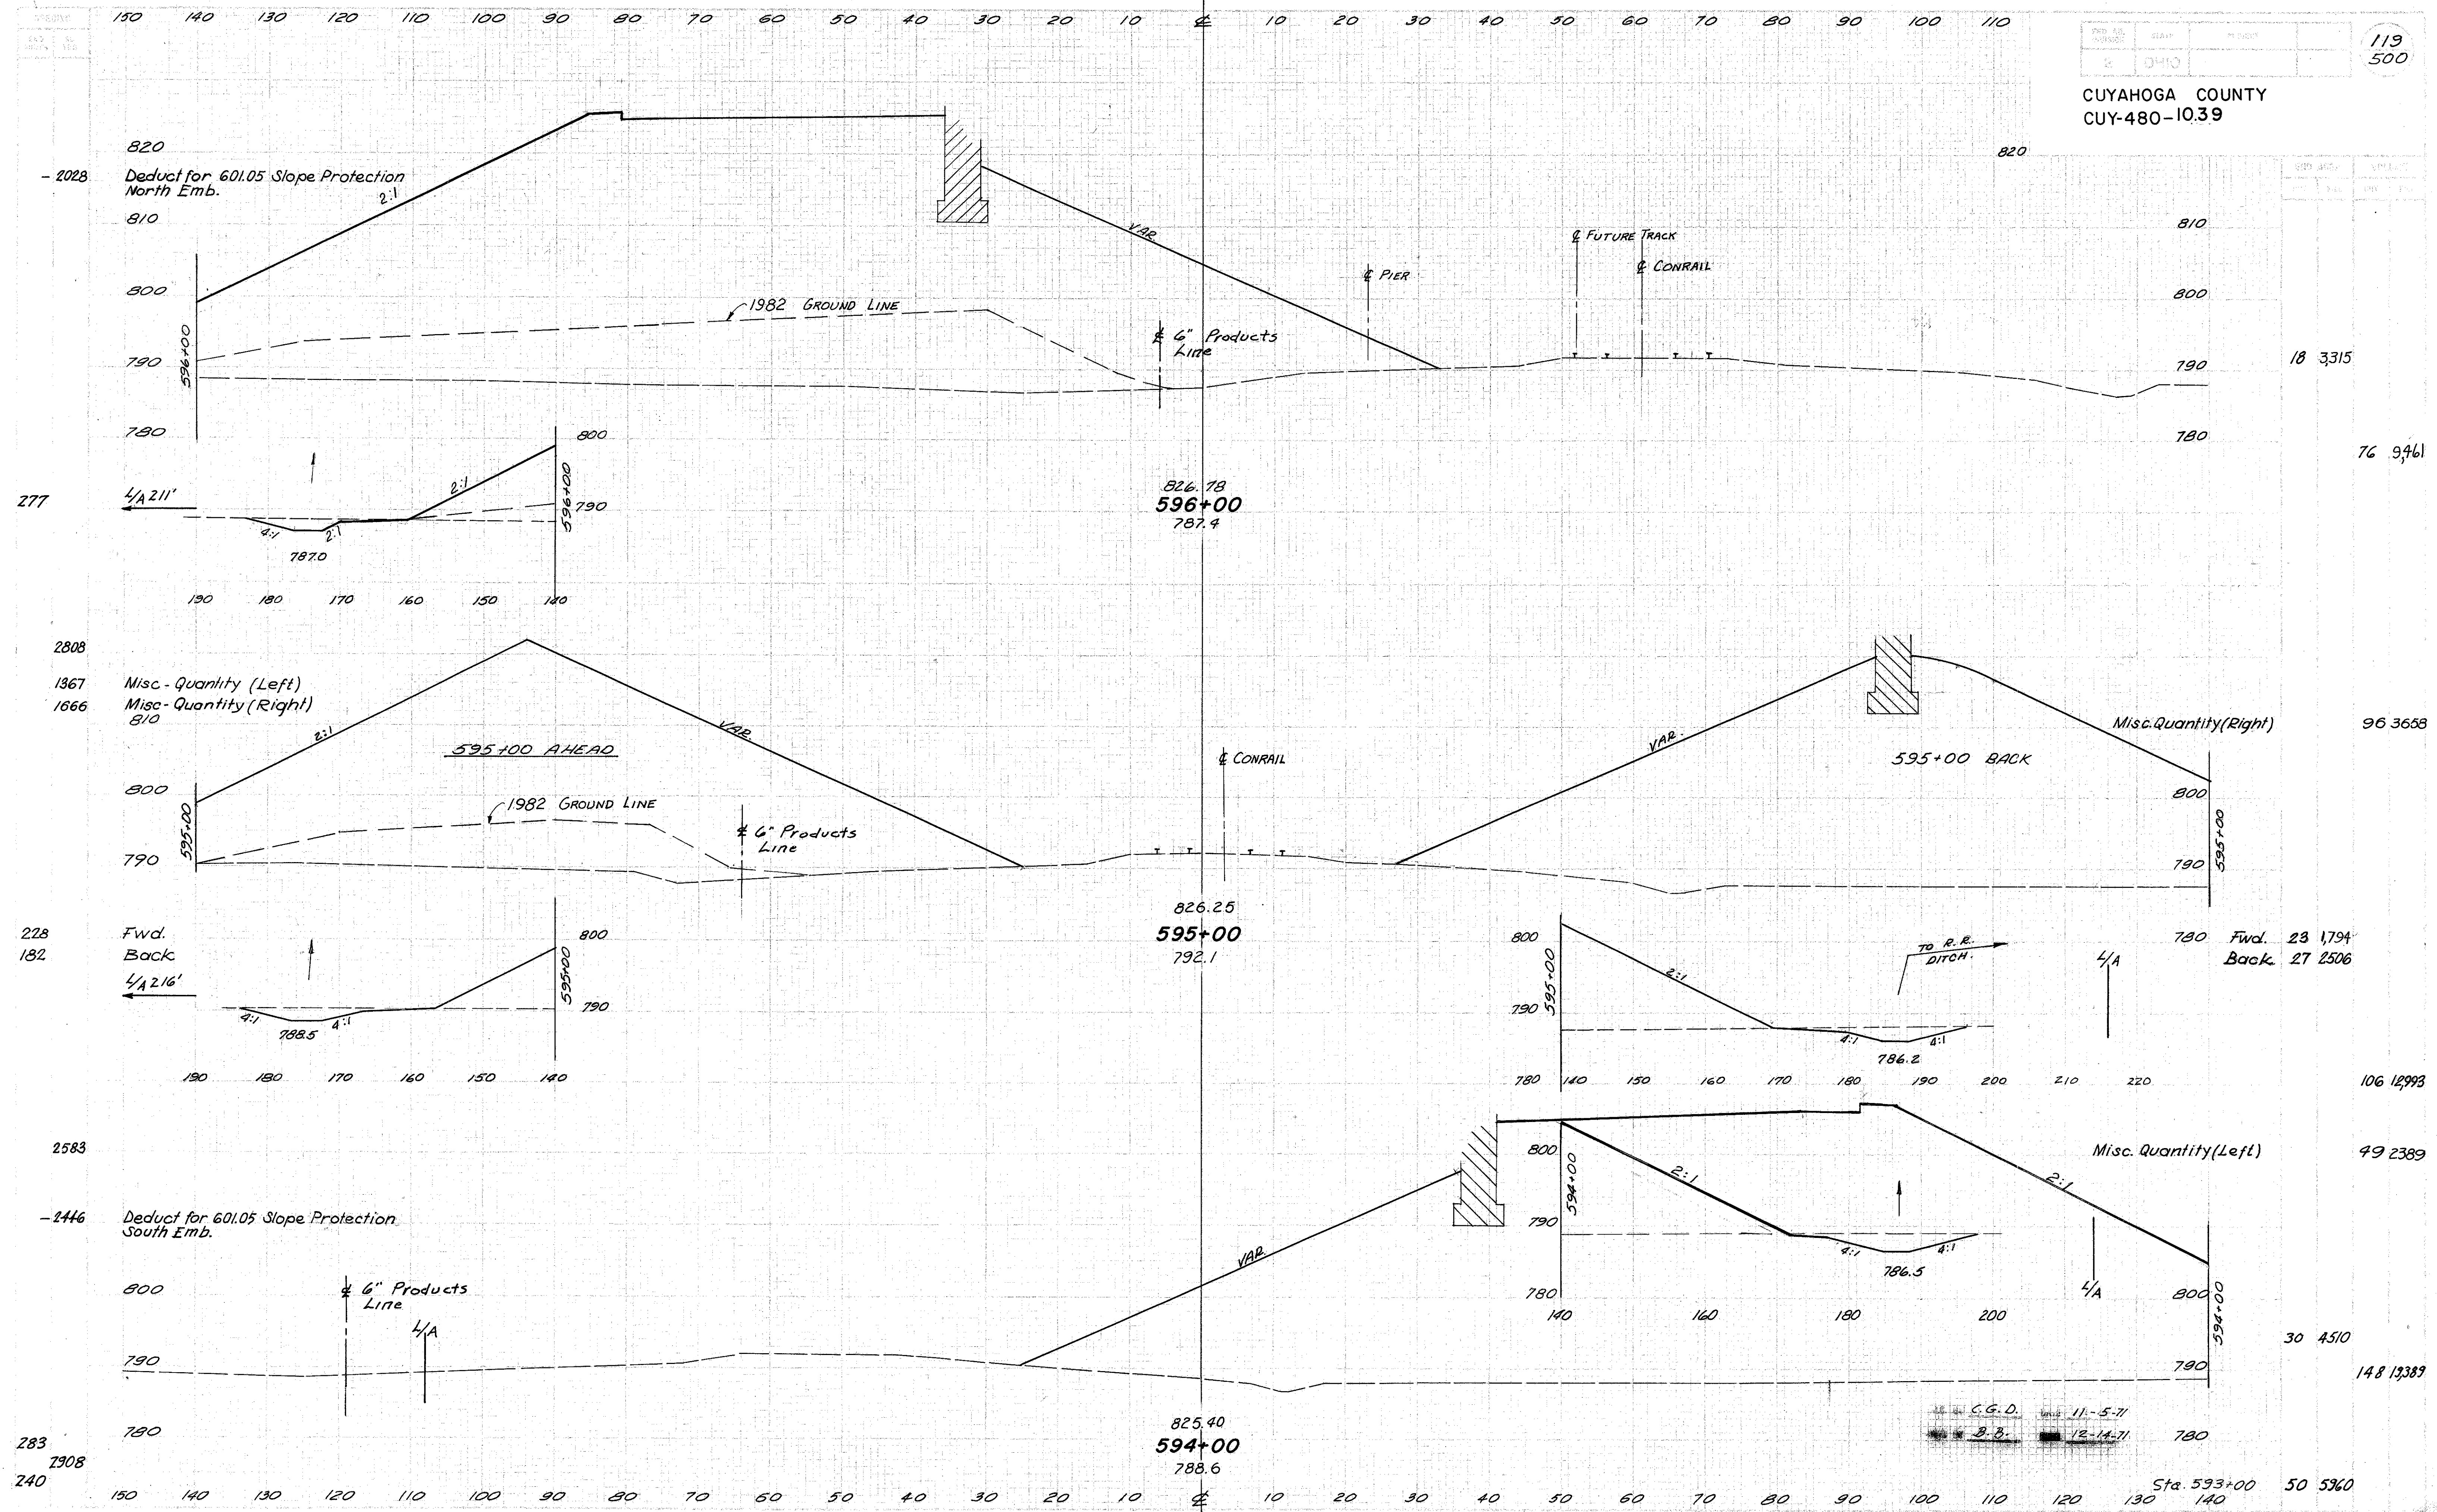 150 140 130 120 110 100 90 80 70 60 50 40 30 20 10 ℄ 10 20 30 40 50 60 70 80 90 100 110
119
500
OHIO
CUYAHOGA COUNTY
CUY-480-10.39
820
820
- 2028 Deduct for 601.05 Slope Protection
North Emb.
2:1
810
810
VAR.
℄ FUTURE TRACK
℄ CONRAIL
℄ PIER
800
800
1982 GROUND LINE
℄ 6" Products
Line
790
596+00
790
18 3,315
780
780
800
76 9,461
2:1
596+00
277
L/A 211'
790
4:1
2:1
787.0
826.78
596+00
787.4
190 180 170 160 150 140
2808
1367 Misc - Quantity (Left)
1666 Misc - Quantity (Right)
810
2:1
VAR.
595+00 AHEAD
℄ CONRAIL
VAR.
595+00 BACK
Misc. Quantity (Right)
96 3658
800
800
595+00
1982 GROUND LINE
℄ 6" Products
Line
790
790
595+00
826.25
595+00
792.1
228 Fwd.
182 Back
800
595+00
L/A 216'
790
4:1
4:1
788.5
190 180 170 160 150 140
800
595+00
2:1
790
TO R.R.
DITCH.
L/A
4:1
4:1
786.2
780 140 150 160 170 180 190 200 210 220
780 Fwd. 23 1,794
Back 27 2506
106 12,993
2583
Misc. Quantity (Left)
49 2389
-2446 Deduct for 601.05 Slope Protection
South Emb.
VAR.
800
594+00
2:1
2:1
790
4:1
4:1
786.5
L/A
780
140 160 180 200
800
℄ 6" Products
Line
L/A
800
594+00
790
790
30 4510
148 13,389
780
780
825.40
594+00
788.6
C.G.D. 11-5-71
B.B. 12-14-71
283
2908
240
Sta. 593+00 50 5960
150 140 130 120 110 100 90 80 70 60 50 40 30 20 10 ℄ 10 20 30 40 50 60 70 80 90 100 110 120 130 140